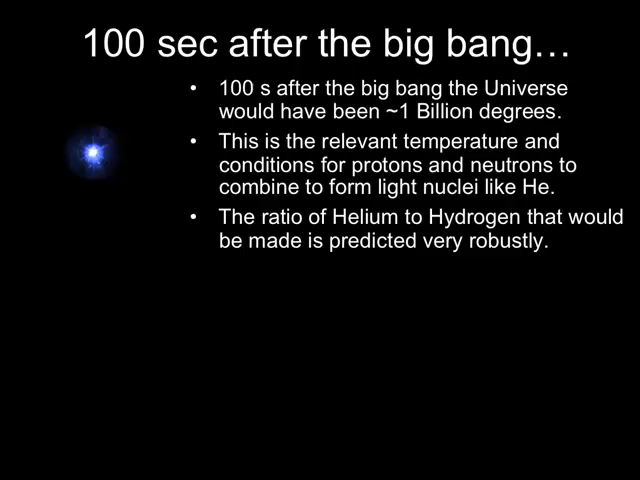 100 sec after the big bang…
• 100 s after the big bang the Universe
would have been ~1 Billion degrees.
• This is the relevant temperature and
conditions for protons and neutrons to
combine to form light nuclei like He.
• The ratio of Helium to Hydrogen that would
be made is predicted very robustly.